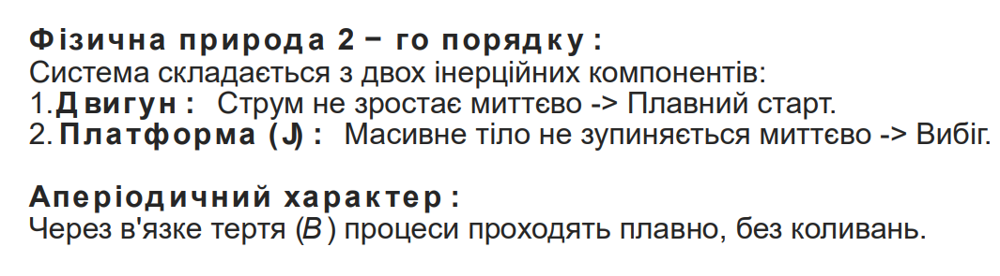 Фізична природа 2 − го порядку :
Система складається з двох інерційних компонентів:
1. Двигун : Струм не зростає миттєво -> Плавний старт.
2. Платформа (J) : Масивне тіло не зупиняється миттєво -> Вибіг.
Аперіодичний характер :
Через в'язке тертя (B) процеси проходять плавно, без коливань.